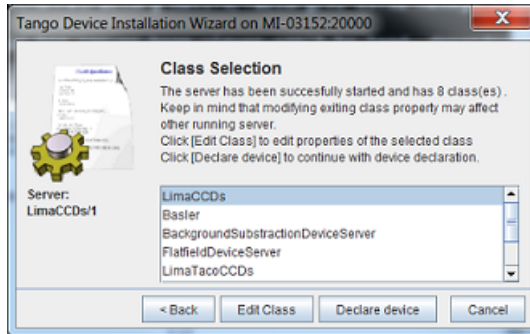 Tango Device Installation Wizard on MI-03152:20000
Class Selection
The server has been succesfully started and has 8 class(es) .
Keep in mind that modifying exiting class property may affect
other running server.
Click [Edit Class] to edit properties of the selected class
Click [Declare device] to continue with device declaration.
Server:
LimaCCDs/1
LimaCCDs
Basler
BackgroundSubstractionDeviceServer
FlatfieldDeviceServer
LimaTacoCCDs
< Back
Edit Class
Declare device
Cancel